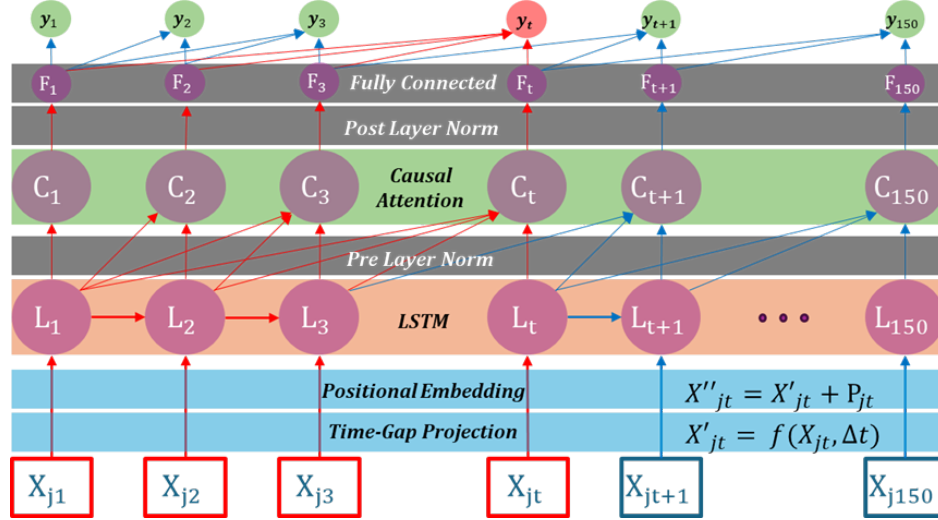 y₁ y₂ y₃ yₜ yₜ₊₁ y₁₅₀
F₁ F₂ F₃ Fully Connected Fₜ Fₜ₊₁ F₁₅₀
Post Layer Norm
C₁ C₂ C₃ Causal Attention Cₜ Cₜ₊₁ C₁₅₀
Pre Layer Norm
L₁ L₂ L₃ LSTM Lₜ Lₜ₊₁ • • • L₁₅₀
Positional Embedding X''ⱼₜ = X'ⱼₜ + Pⱼₜ
Time-Gap Projection X'ⱼₜ = f(Xⱼₜ, Δt)
Xⱼ₁ Xⱼ₂ Xⱼ₃ Xⱼₜ Xⱼₜ₊₁ Xⱼ₁₅₀